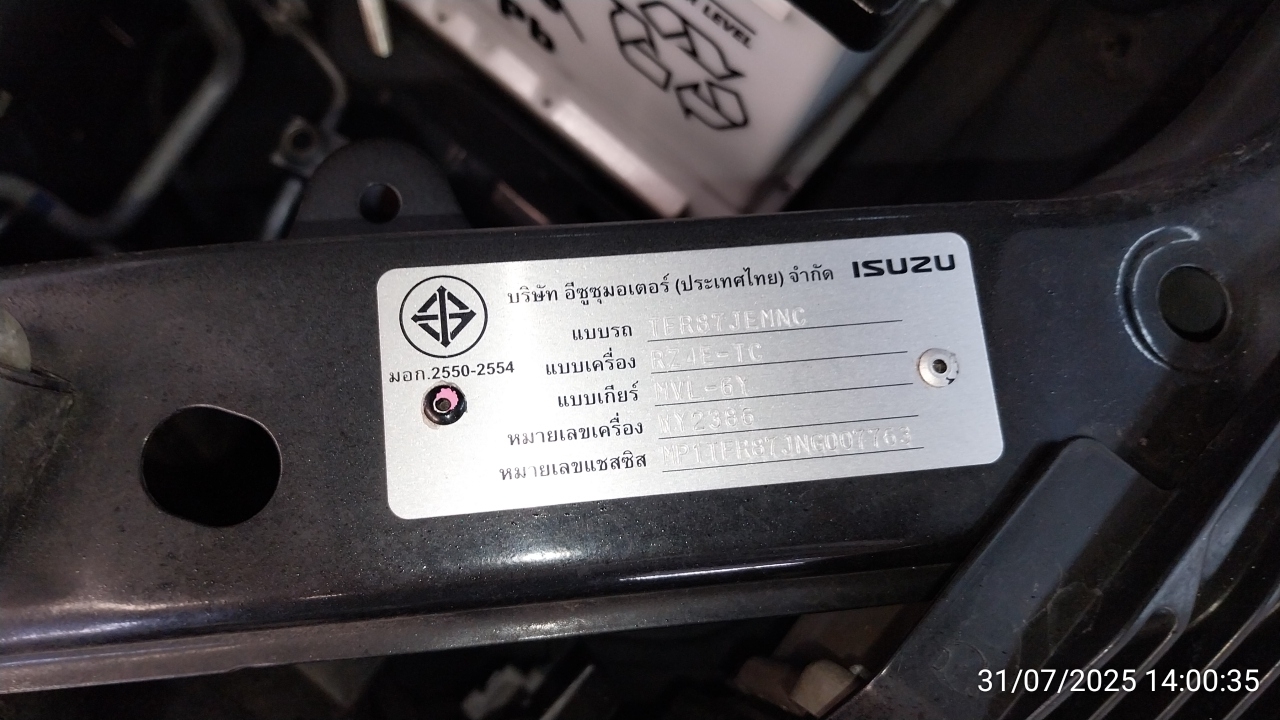 LEVEL
บริษัท อีซูซุมอเตอร์ (ประเทศไทย) จำกัด ISUZU
แบบรถ TFR87JEMNC
มอก.2550-2554
แบบเครื่อง RZ4E-TC
แบบเกียร์ MVL-6Y
หมายเลขเครื่อง VY2386
หมายเลขแชสซิส MP1TFR87JNG007763
31/07/2025 14:00:35